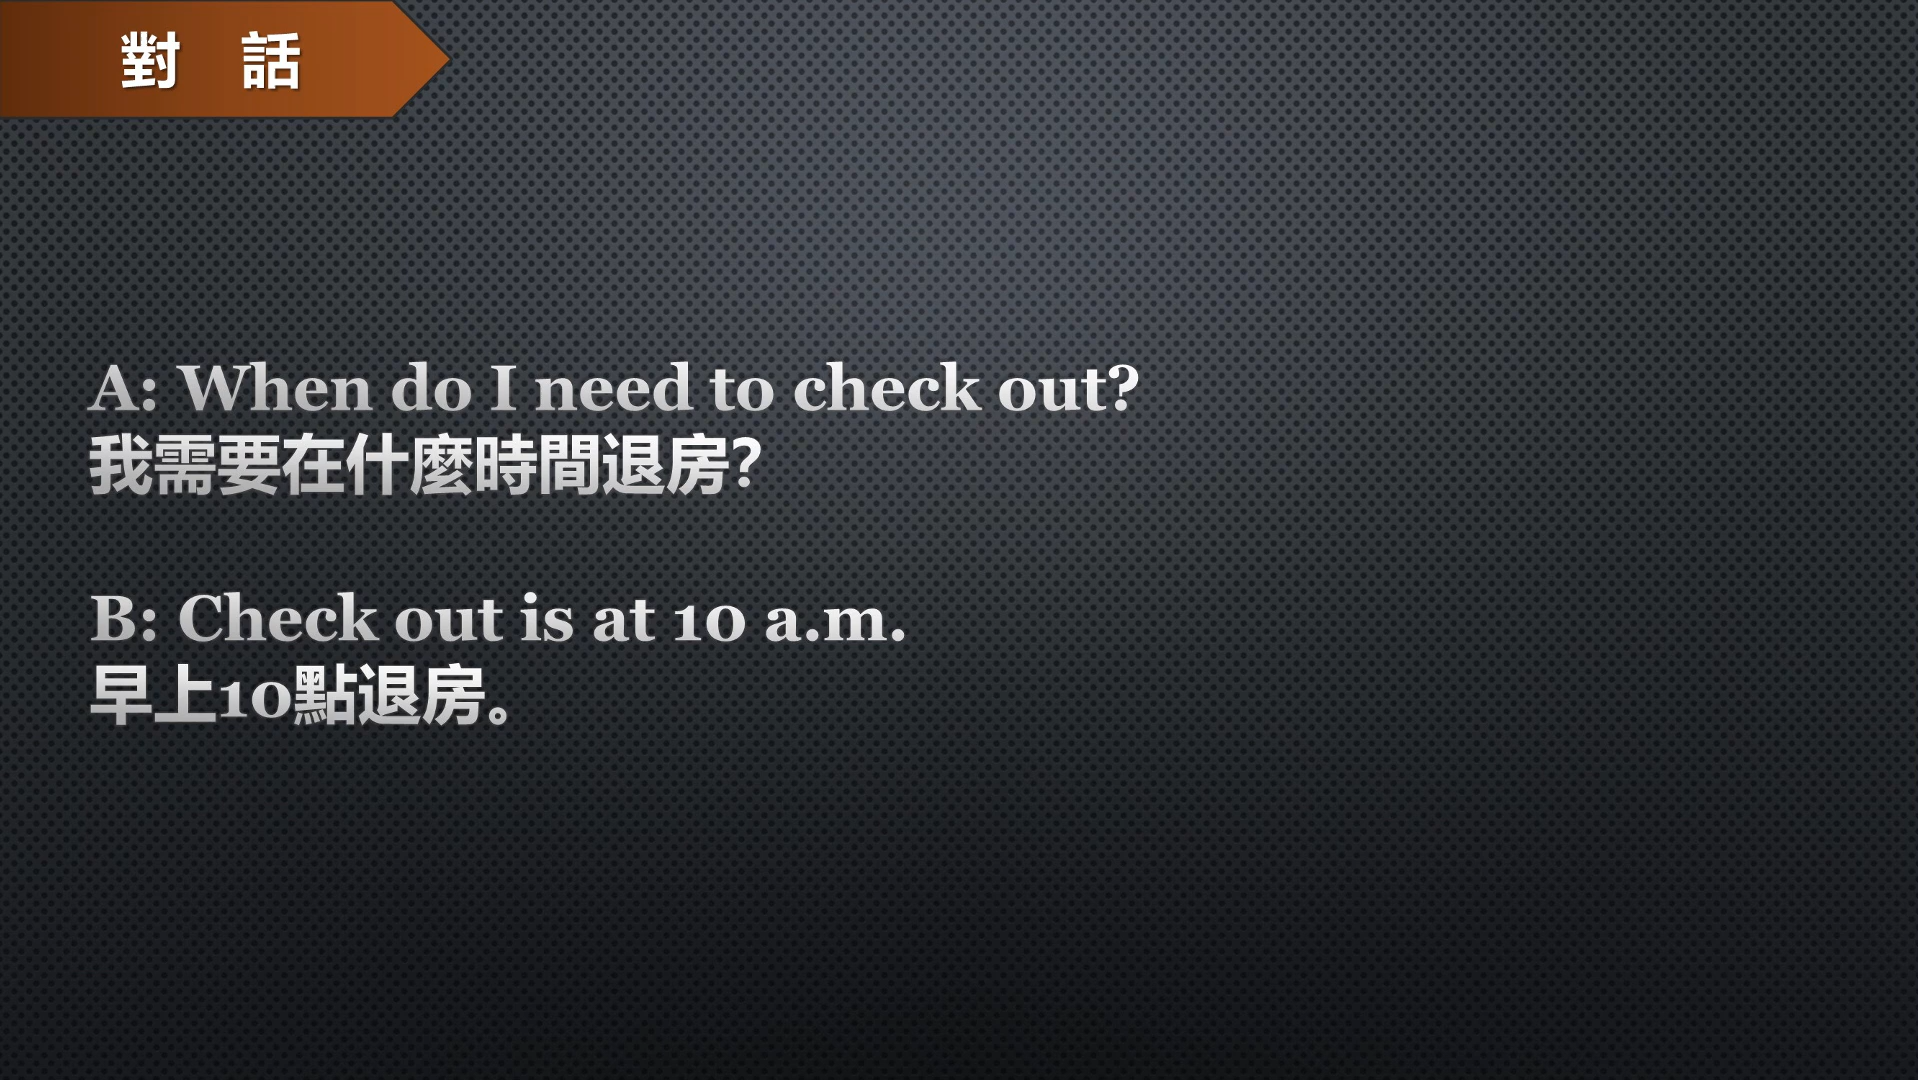 對　話
A: When do I need to check out?
我需要在什麼時間退房?
B: Check out is at 10 a.m.
早上10點退房。